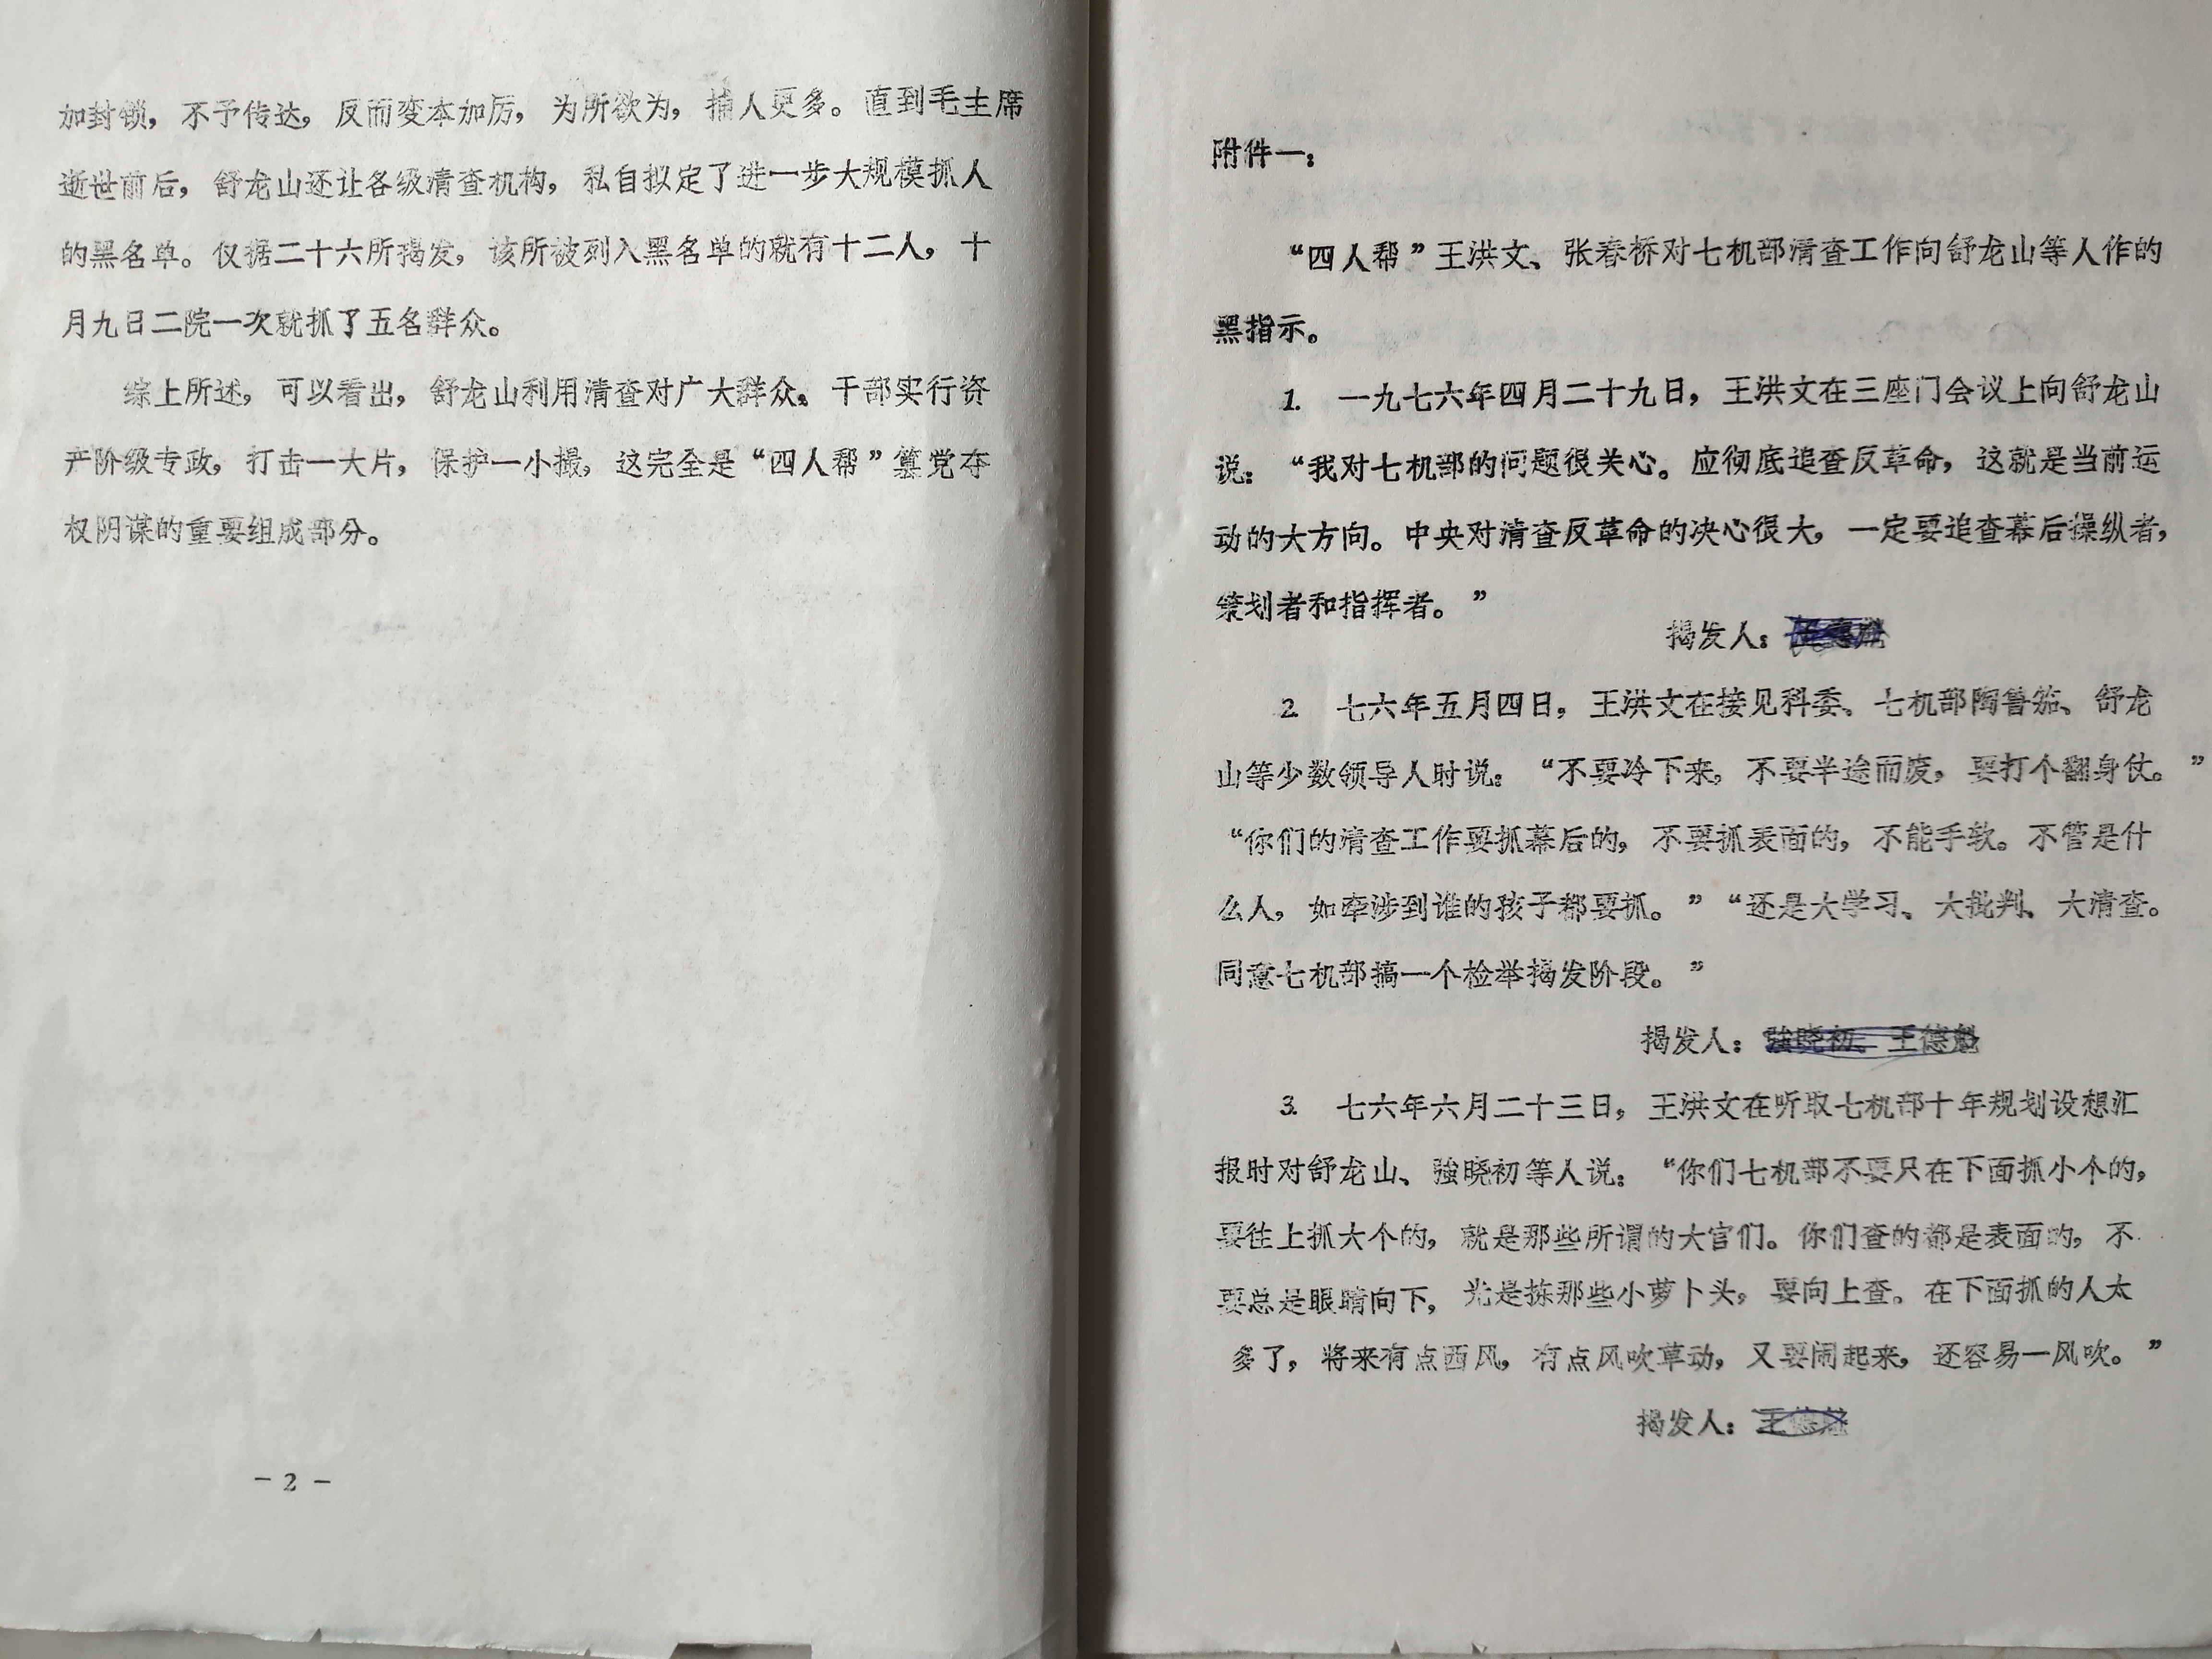 加封锁，不予传达，反而变本加厉，为所欲为，捕人更多。直到毛主席
逝世前后，舒龙山还让各级清查机构，私自拟定了进一步大规模抓人
的黑名单。仅据二十六所揭发，该所被列入黑名单的就有十二人，十
月九日二院一次就抓了五名群众。
综上所述，可以看出，舒龙山利用清查对广大群众、干部实行资
产阶级专政，打击一大片，保护一小撮，这完全是“四人帮”篡党夺
权阴谋的重要组成部分。
－2－
附件一：
“四人帮”王洪文、张春桥对七机部清查工作向舒龙山等人作的
黑指示。
1. 一九七六年四月二十九日，王洪文在三座门会议上向舒龙山
说：“我对七机部的问题很关心。应彻底追查反革命，这就是当前运
动的大方向。中央对清查反革命的决心很大，一定要追查幕后操纵者，
策划者和指挥者。”
揭发人：
2. 七六年五月四日，王洪文在接见科委、七机部陶鲁笳、舒龙
山等少数领导人时说：“不要冷下来，不要半途而废，要打个翻身仗。”
“你们的清查工作要抓幕后的，不要抓表面的，不能手软。不管是什
么人，如牵涉到谁的孩子都要抓。”“还是大学习、大批判、大清查。
同意七机部搞一个检举揭发阶段。”
揭发人：強晓初、王德魁
3. 七六年六月二十三日，王洪文在听取七机部十年规划设想汇
报时对舒龙山、強晓初等人说：“你们七机部不要只在下面抓小个的，
要往上抓大个的，就是那些所谓的大官们。你们查的都是表面的，不
要总是眼睛向下，光是拣那些小萝卜头，要向上查。在下面抓的人太
多了，将来有点西风，有点风吹草动，又要闹起来，还容易一风吹。”
揭发人：王德魁